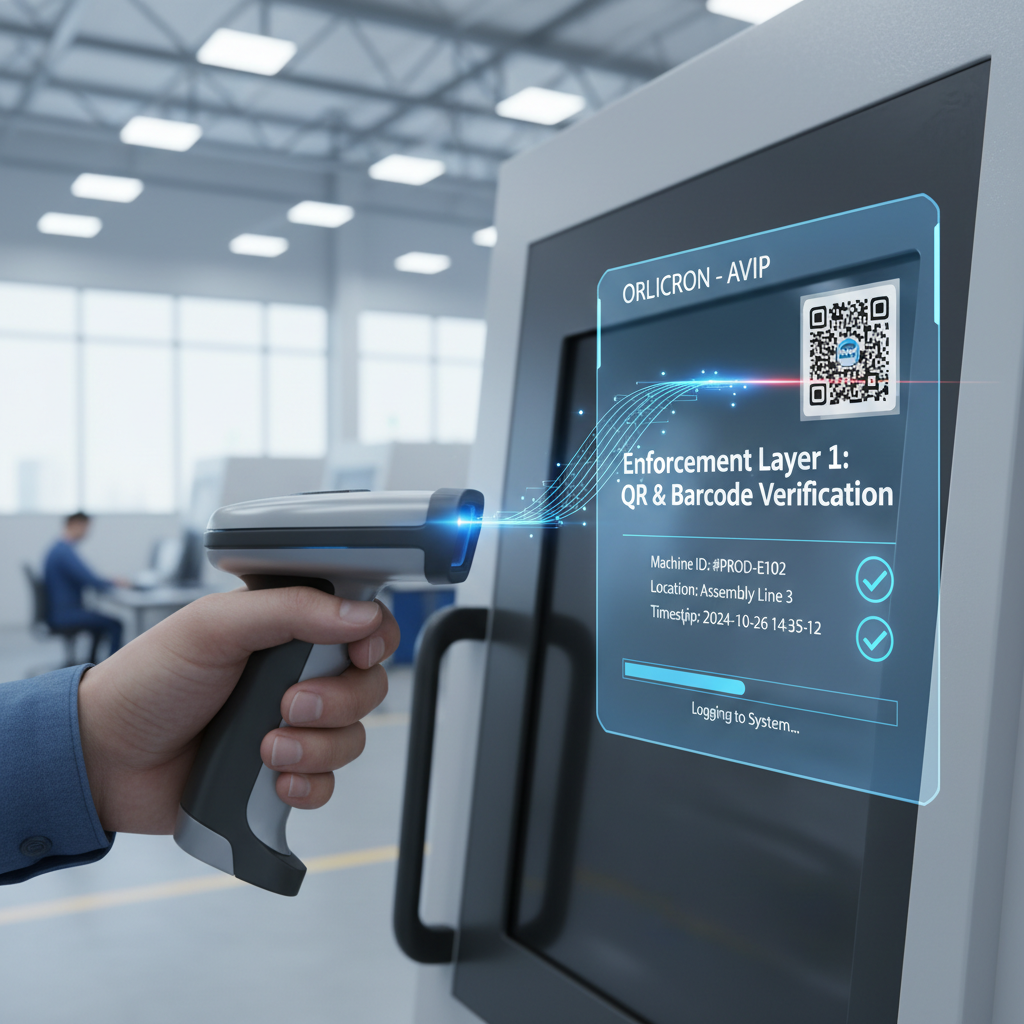 ORLICRON - AVIP
Enforcement Layer 1:
QR & Barcode Verification
Machine ID: #PROD-E102
Location: Assembly Line 3
2024-10-26 14:35-12
Logging to System...